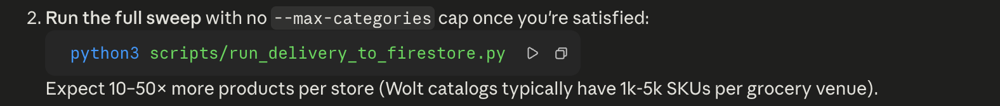 2. Run the full sweep with no --max-categories cap once you're satisfied:
python3 scripts/run_delivery_to_firestore.py
Expect 10–50× more products per store (Wolt catalogs typically have 1k-5k SKUs per grocery venue).